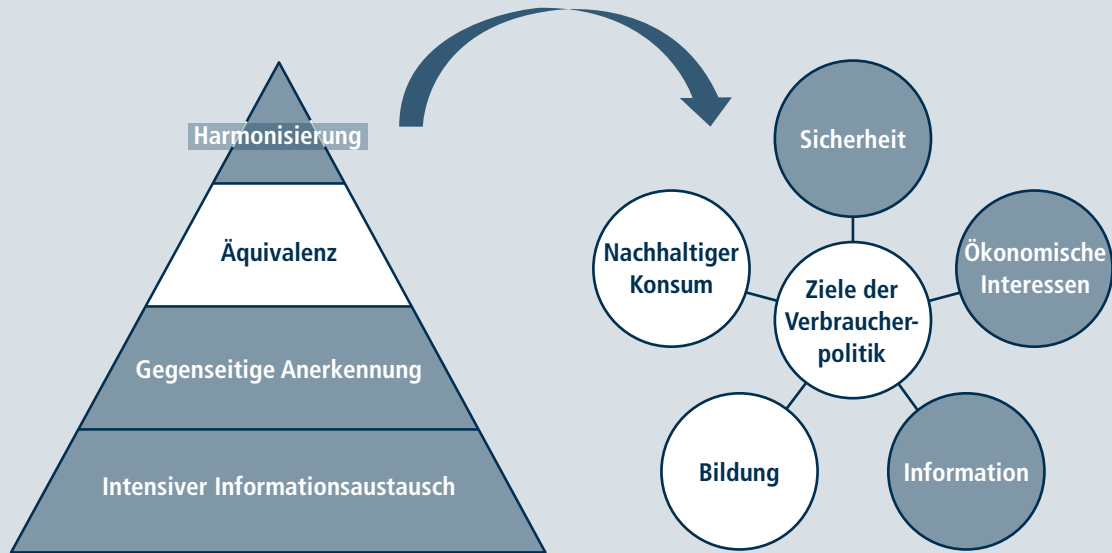 Harmonisierung
Äquivalenz
Gegenseitige Anerkennung
Intensiver Informationsaustausch
Sicherheit
Nachhaltiger
Konsum
Ökonomische
Interessen
Ziele der
Verbraucher-
politik
Bildung
Information